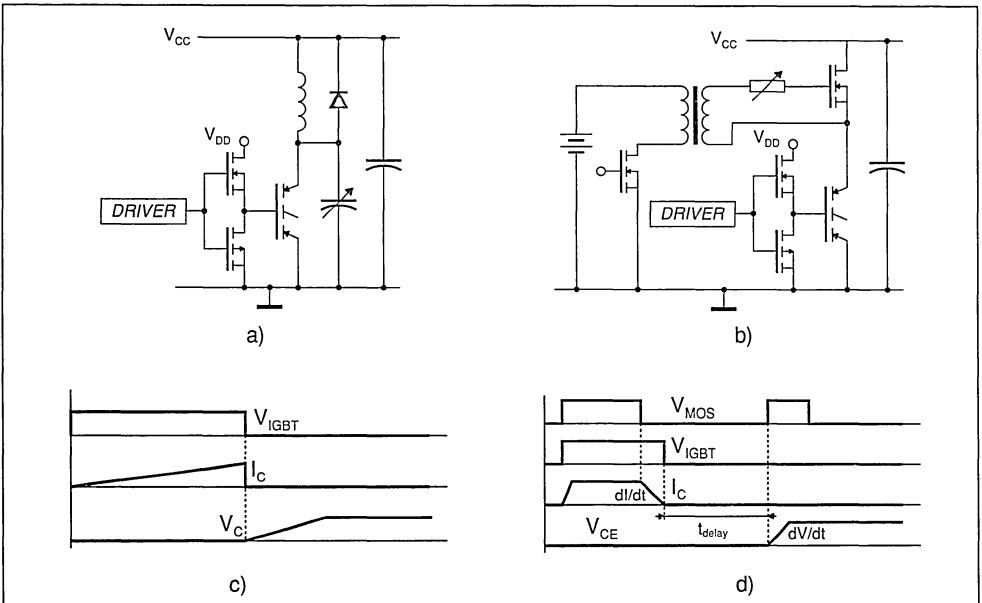 V_CC
V_DD
DRIVER
a)
V_CC
V_DD
DRIVER
b)
V_IGBT
I_C
V_C
c)
V_MOS
V_IGBT
dI/dt
I_C
V_CE
t_delay
dV/dt
d)